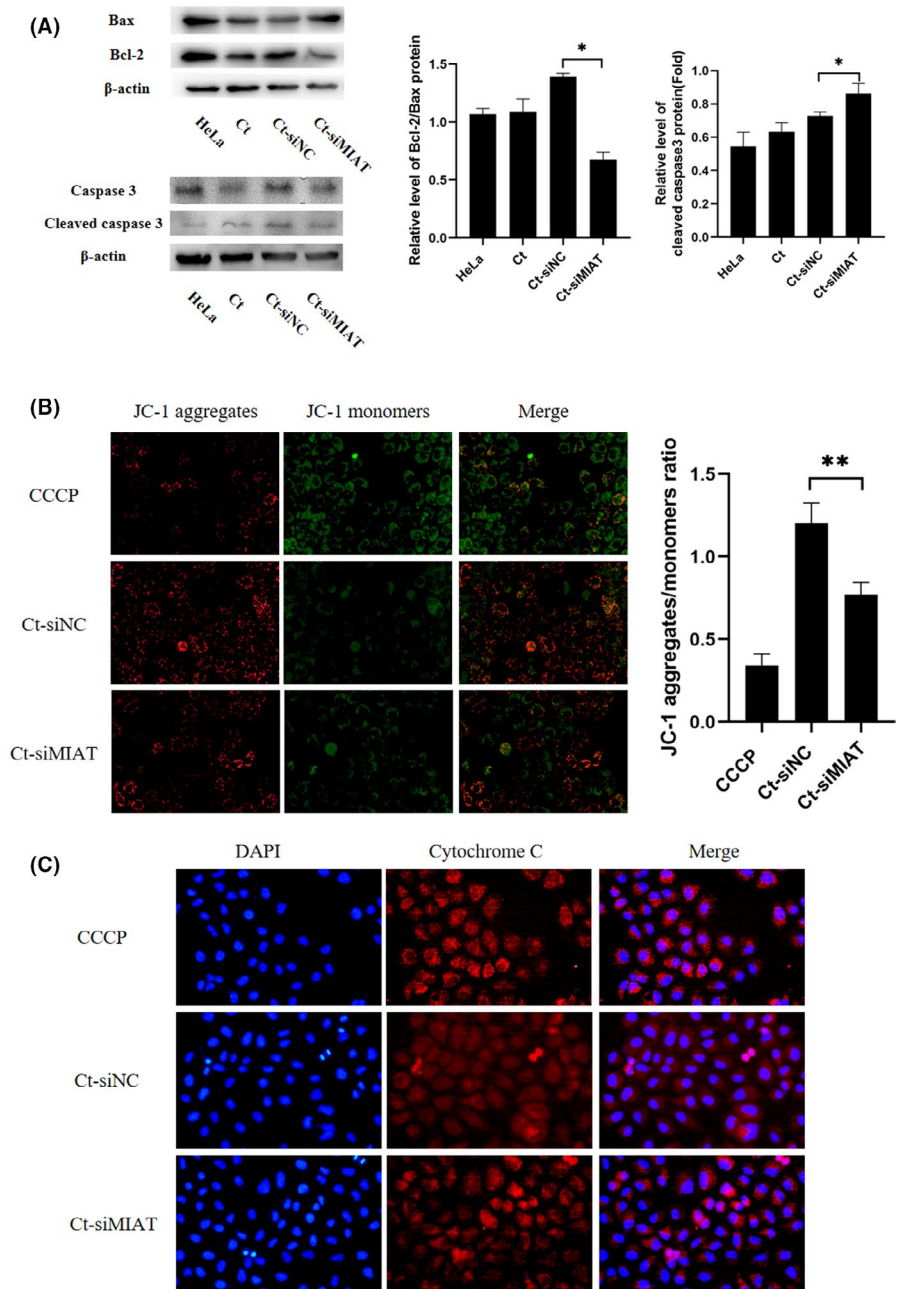 (A)
Bax
Bcl-2
β-actin
HeLa
Ct
Ct-siNC
Ct-siMIAT
Caspase 3
Cleaved caspase 3
β-actin
HeLa
Ct
Ct-siNC
Ct-siMIAT
Relative level of Bcl-2/Bax protein
1.5
1.0
0.5
0.0
*
HeLa
Ct
Ct-siNC
Ct-siMIAT
Relative level of
cleaved caspase3 protein(Fold)
1.0
0.8
0.6
0.4
0.2
0.0
*
HeLa
Ct
Ct-siNC
Ct-siMIAT
(B)
JC-1 aggregates
JC-1 monomers
Merge
CCCP
Ct-siNC
Ct-siMIAT
JC-1 aggregates/monomers ratio
1.5
1.0
0.5
0.0
**
CCCP
Ct-siNC
Ct-siMIAT
(C)
DAPI
Cytochrome C
Merge
CCCP
Ct-siNC
Ct-siMIAT